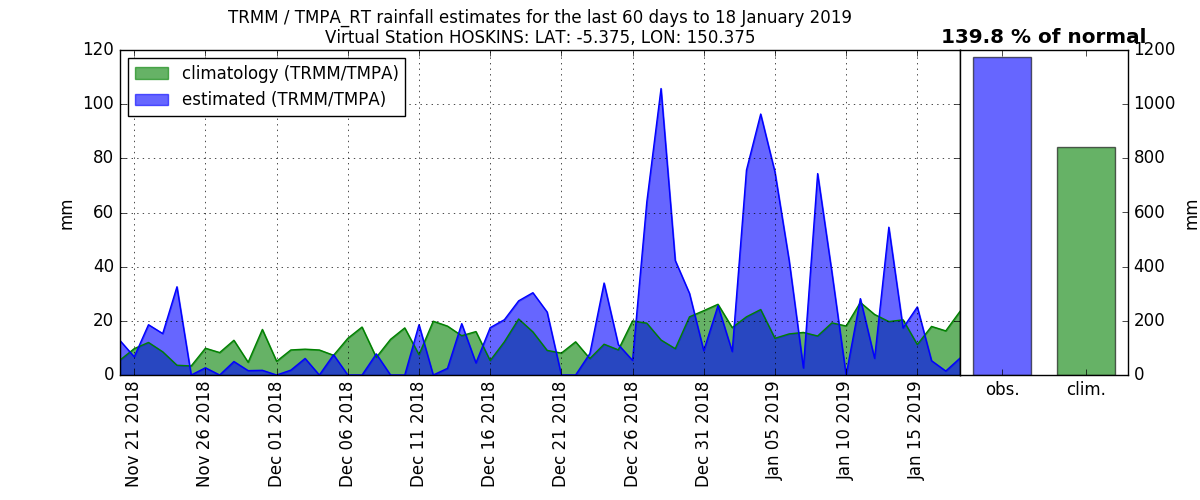 TRMM / TMPA_RT rainfall estimates for the last 60 days to 18 January 2019
Virtual Station HOSKINS: LAT: -5.375, LON: 150.375
139.8 % of normal
climatology (TRMM/TMPA)
estimated (TRMM/TMPA)
mm
120
100
80
60
40
20
0
Nov 21 2018
Nov 26 2018
Dec 01 2018
Dec 06 2018
Dec 11 2018
Dec 16 2018
Dec 21 2018
Dec 26 2018
Dec 31 2018
Jan 05 2019
Jan 10 2019
Jan 15 2019
obs.
clim.
1200
1000
800
600
400
200
0
mm